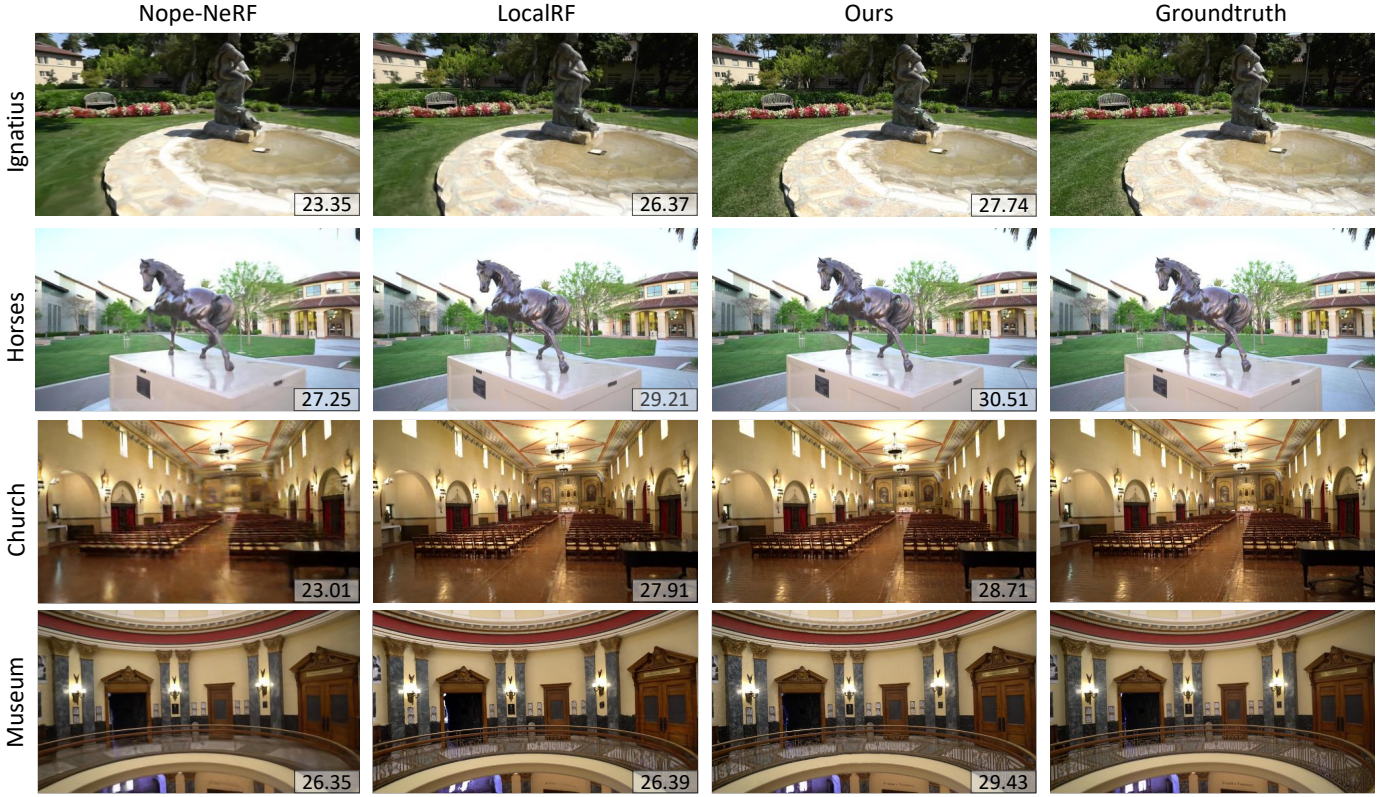 Nope-NeRF LocalRF Ours Groundtruth
Ignatius
23.35 26.37 27.74
Horses
27.25 29.21 30.51
Church
23.01 27.91 28.71
Museum
26.35 26.39 29.43